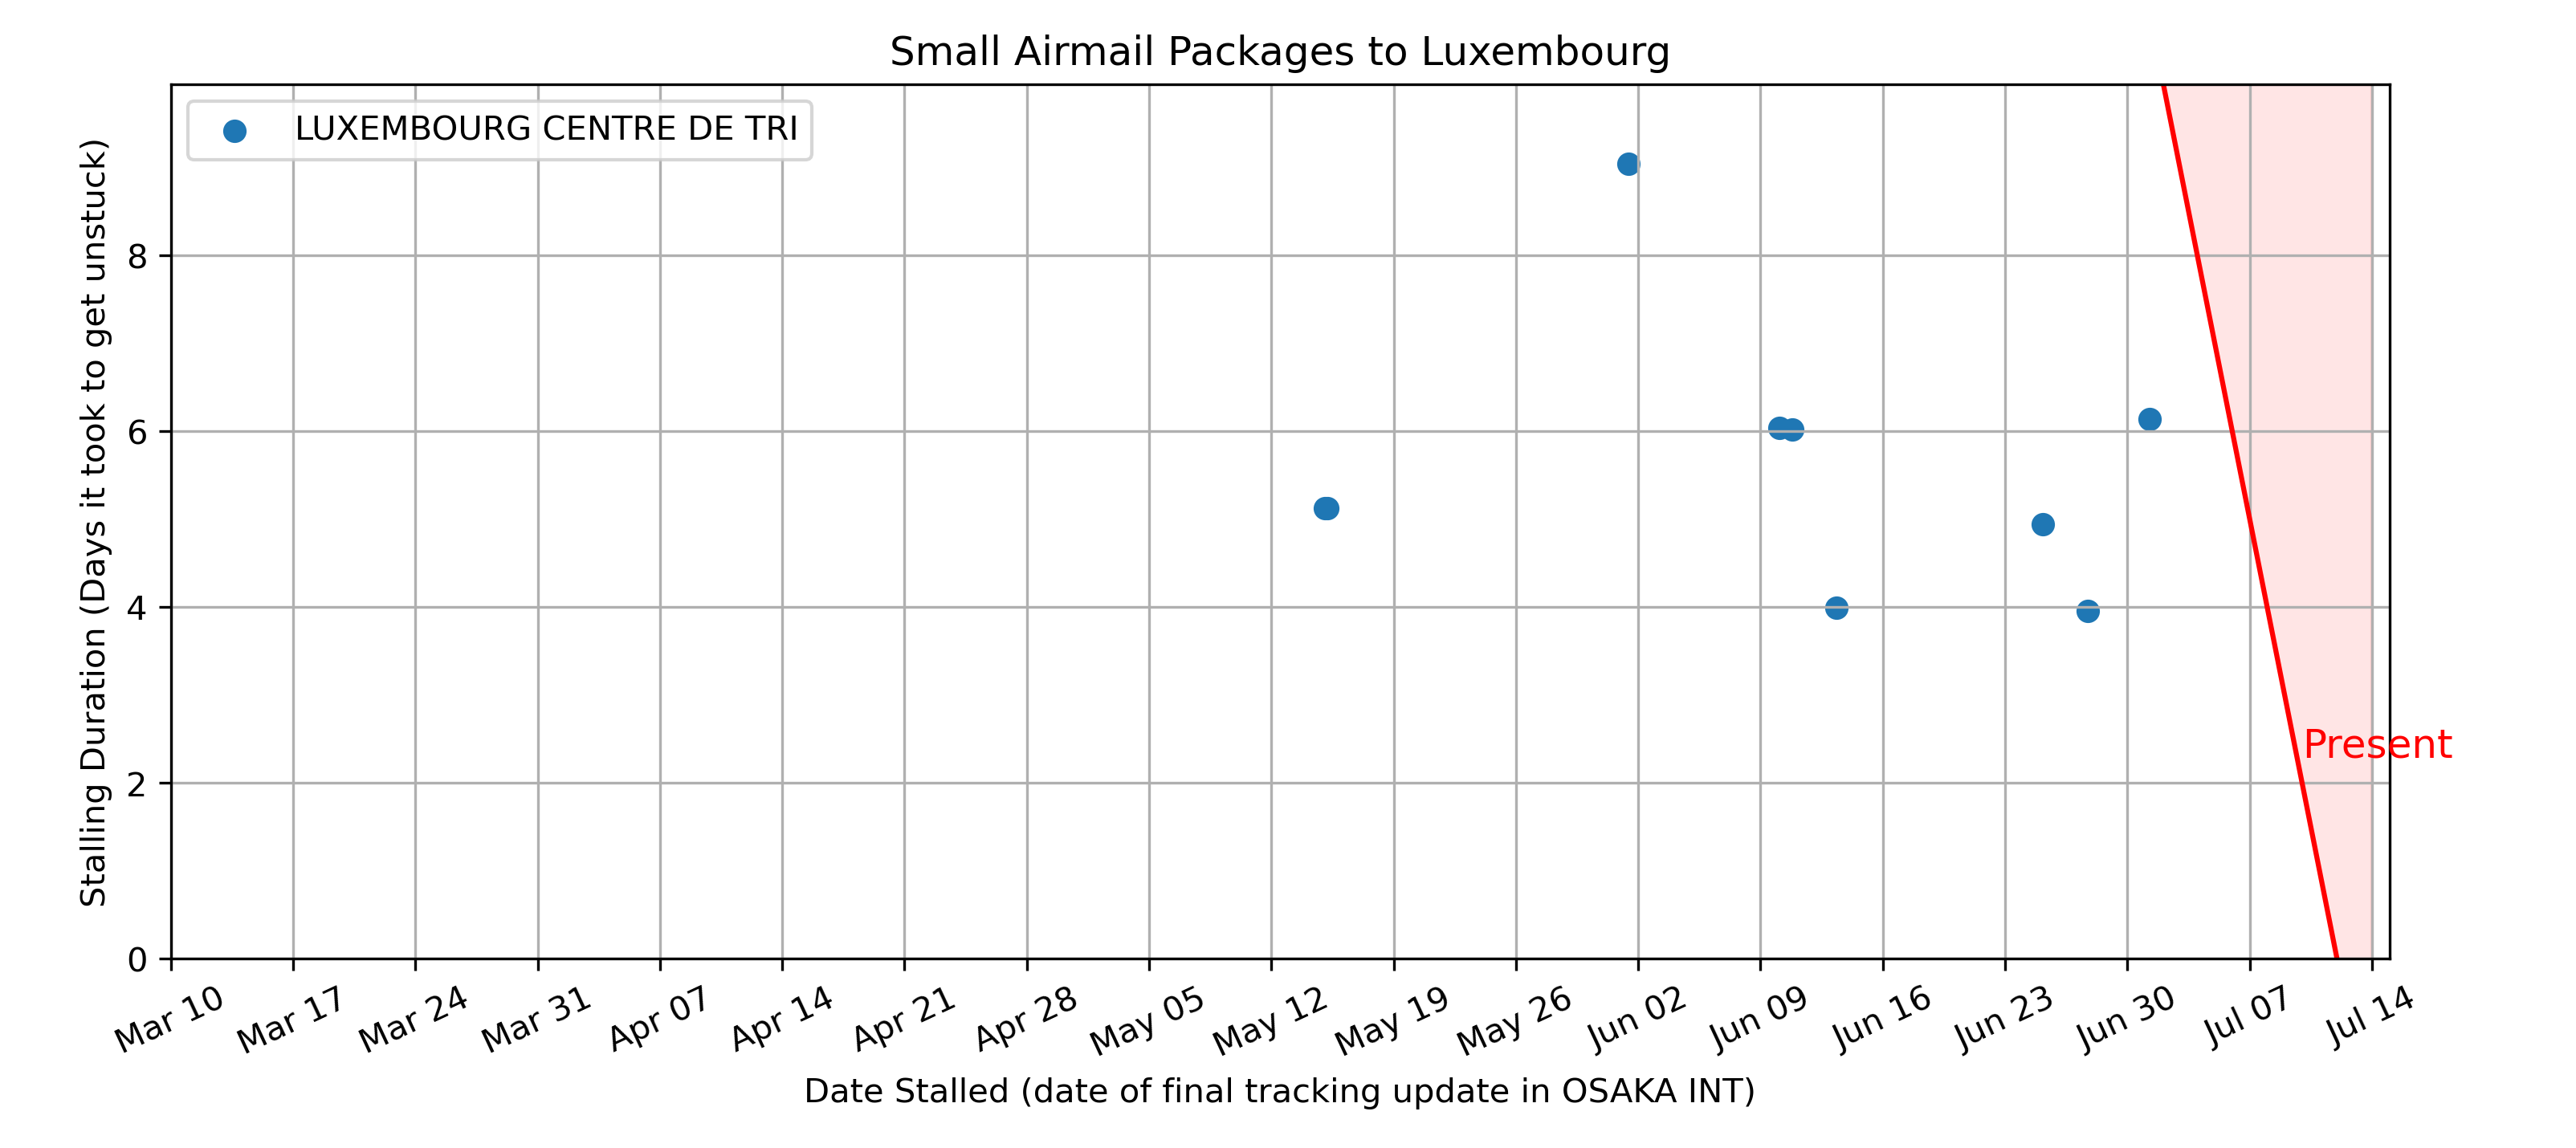 Small Airmail Packages to Luxembourg
LUXEMBOURG CENTRE DE TRI
Stalling Duration (Days it took to get unstuck)
8
6
4
2
0
Present
Mar 10
Mar 17
Mar 24
Mar 31
Apr 07
Apr 14
Apr 21
Apr 28
May 05
May 12
May 19
May 26
Jun 02
Jun 09
Jun 16
Jun 23
Jun 30
Jul 07
Jul 14
Date Stalled (date of final tracking update in OSAKA INT)